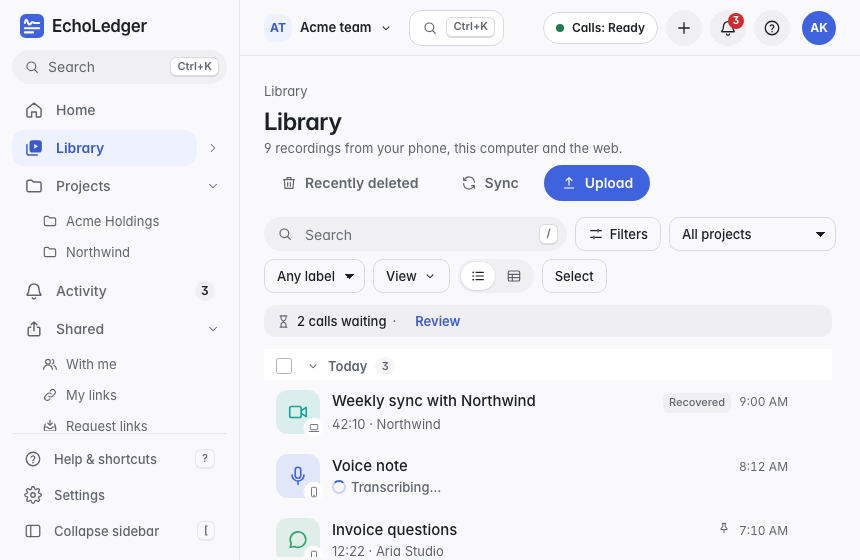 EchoLedger
Search
Ctrl+K
Home
Library
Projects
Acme Holdings
Northwind
Activity
3
Shared
With me
My links
Request links
Help & shortcuts
?
Settings
Collapse sidebar
[
AT
Acme team
Ctrl+K
Calls: Ready
3
AK
Library
Library
9 recordings from your phone, this computer and the web.
Recently deleted
Sync
Upload
Search
/
Filters
All projects
Any label
View
Select
2 calls waiting ·
Review
Today
3
Weekly sync with Northwind
Recovered
9:00 AM
42:10 · Northwind
Voice note
8:12 AM
Transcribing...
Invoice questions
7:10 AM
12:22 · Aria Studio